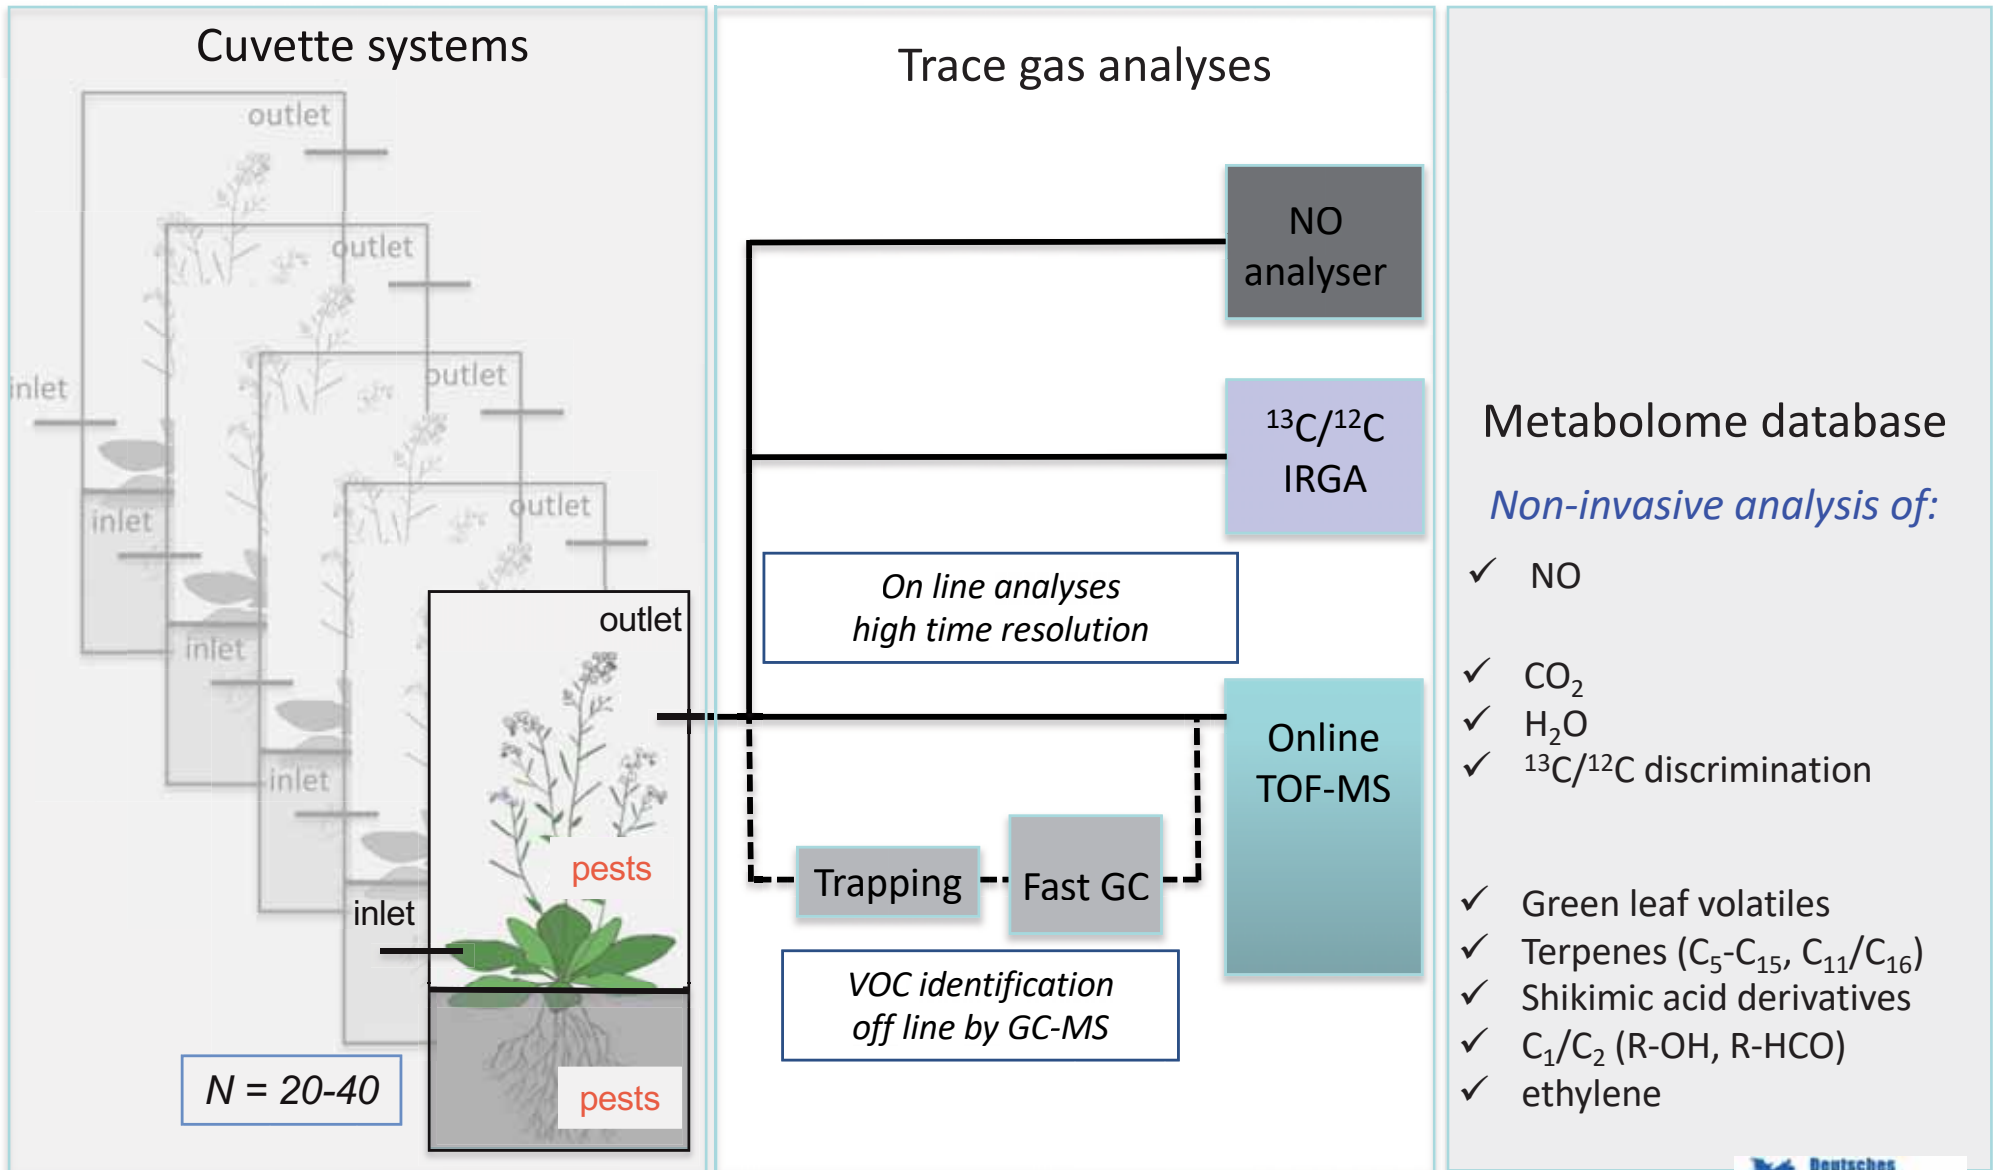 Cuvette systems
outlet
outlet
outlet
outlet
outlet
inlet
inlet
inlet
inlet
inlet
pests
pests
N = 20-40
Trace gas analyses
NO
analyser
¹³C/¹²C
IRGA
On line analyses
high time resolution
Online
TOF-MS
Trapping
Fast GC
VOC identification
off line by GC-MS
Metabolome database
Non-invasive analysis of:
✓ NO
✓ CO₂
✓ H₂O
✓ ¹³C/¹²C discrimination
✓ Green leaf volatiles
✓ Terpenes (C₅-C₁₅, C₁₁/C₁₆)
✓ Shikimic acid derivatives
✓ C₁/C₂ (R-OH, R-HCO)
✓ ethylene
Deutsches